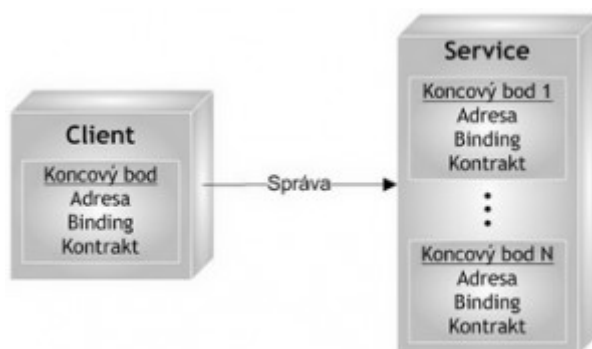 Client
Koncový bod
Adresa
Binding
Kontrakt
Správa
Service
Koncový bod 1
Adresa
Binding
Kontrakt
Koncový bod N
Adresa
Binding
Kontrakt